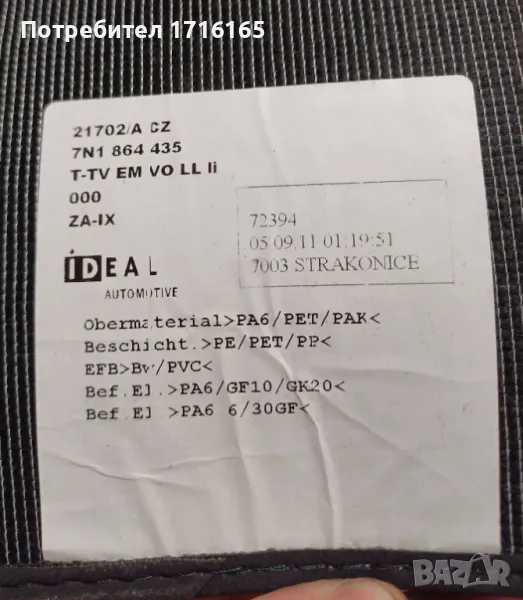 Потребител 1716165
21702/A CZ
7N1 864 435
T-TV EM VO LL li
000
ZA-IX
72394
05 09.11 01:19:51
7003 STRAKONICE
IDEAL
AUTOMOTIVE
Obermaterial>PA6/PET/PAK<
Beschicht.>PE/PET/PP<
EFB>Bw/PVC<
Bef.El.>PA6/GF10/GK20<
Bef.El >PA6 6/30GF<
BAZAR